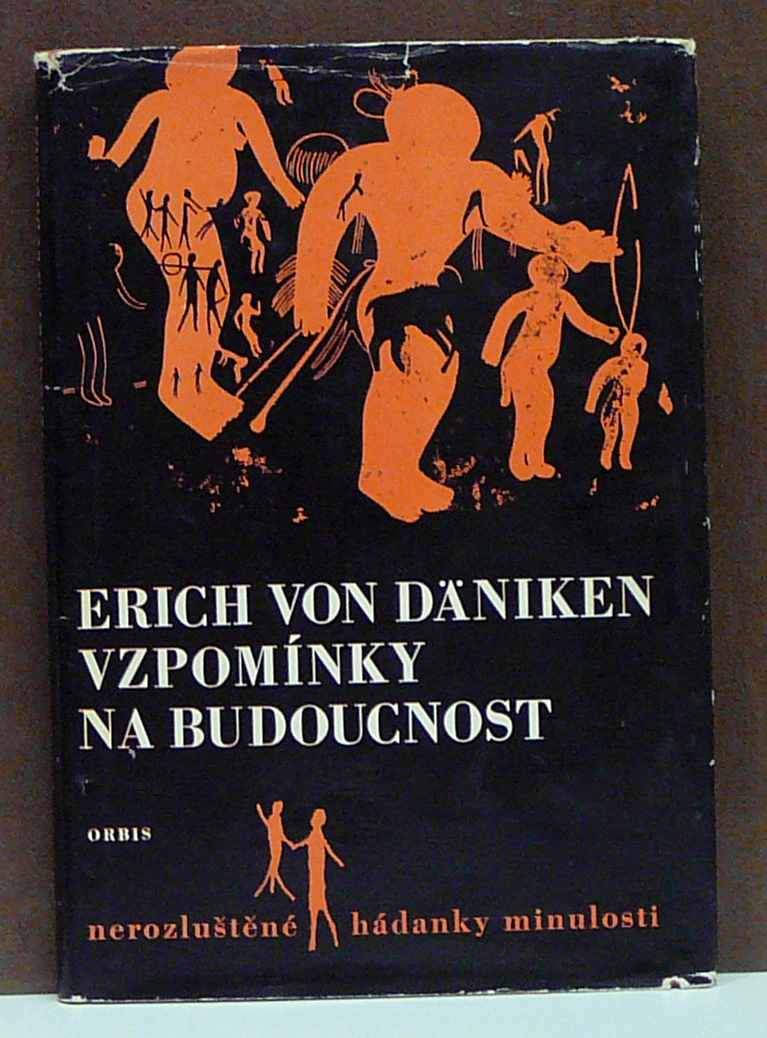 ERICH VON DÄNIKEN
VZPOMÍNKY
NA BUDOUCNOST
ORBIS
nerozluštěné hádanky minulosti